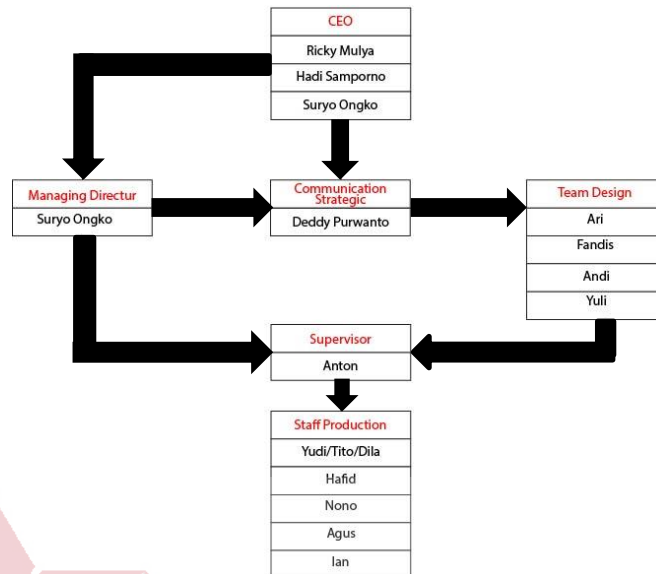 CEO
Ricky Mulya
Hadi Samporno
Suryo Ongko
Managing Directur
Suryo Ongko
Communication
Strategic
Deddy Purwanto
Team Design
Ari
Fandis
Andi
Yuli
Supervisor
Anton
Staff Production
Yudi/Tito/Dila
Hafid
Nono
Agus
Ian